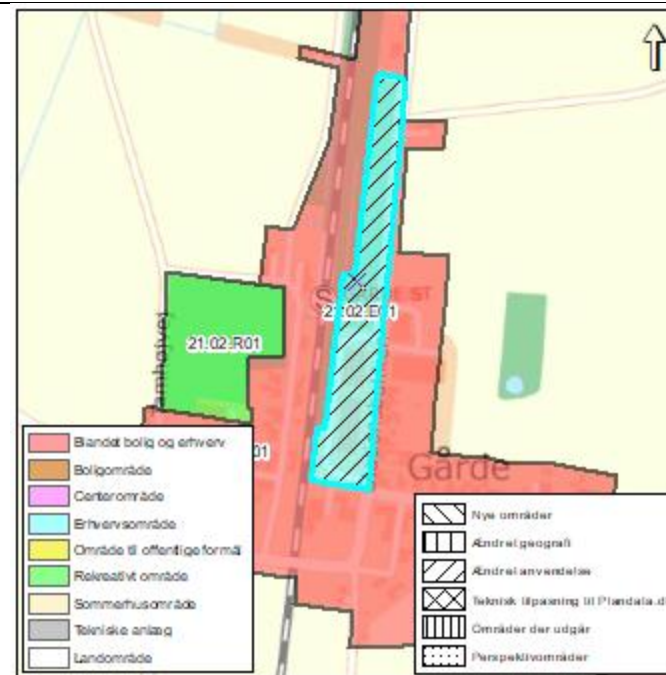 21.02.E01
21.02.R01
mhøjvej
01
Gårde
Blandet bolig og erhverv
Boligområde
Centerområde
Erhvervsområde
Område til offentlige formål
Rekreativt område
Sommerhusområde
Tekniske anlæg
Landområde
Nye områder
Ændret geografi
Ændret anvendelse
Teknisk tilpasning til Plandata.d
Områder der udgår
Perspektivområder